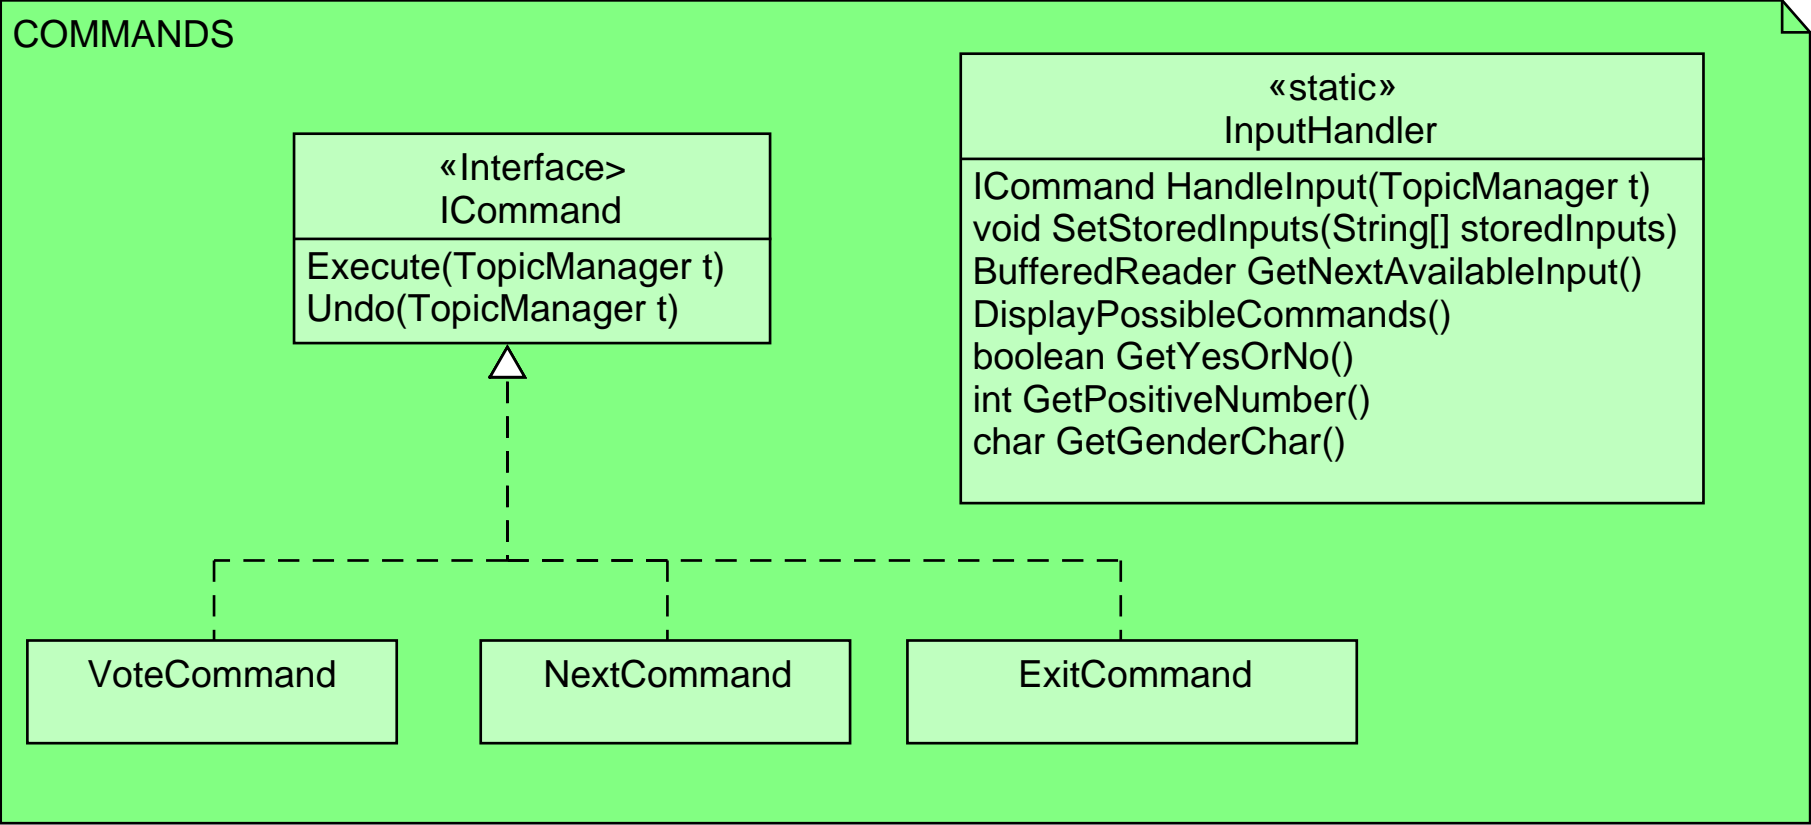 COMMANDS
«Interface>
ICommand
Execute(TopicManager t)
Undo(TopicManager t)
«static»
InputHandler
ICommand HandleInput(TopicManager t)
void SetStoredInputs(String[] storedInputs)
BufferedReader GetNextAvailableInput()
DisplayPossibleCommands()
boolean GetYesOrNo()
int GetPositiveNumber()
char GetGenderChar()
VoteCommand
NextCommand
ExitCommand